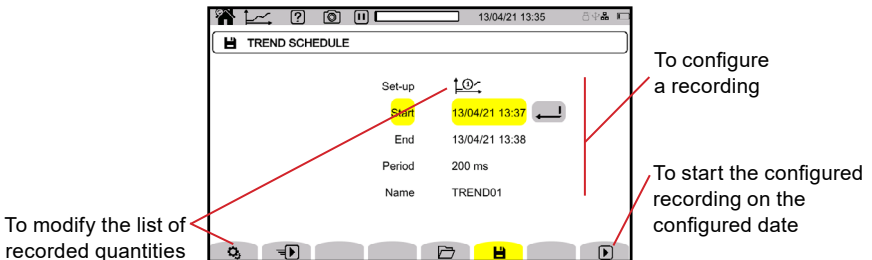 13/04/21 13:35
TREND SCHEDULE
To configure
a recording
Set-up
Start 13/04/21 13:37
End 13/04/21 13:38
Period 200 ms
Name TREND01
To start the configured
recording on the
configured date
To modify the list of
recorded quantities